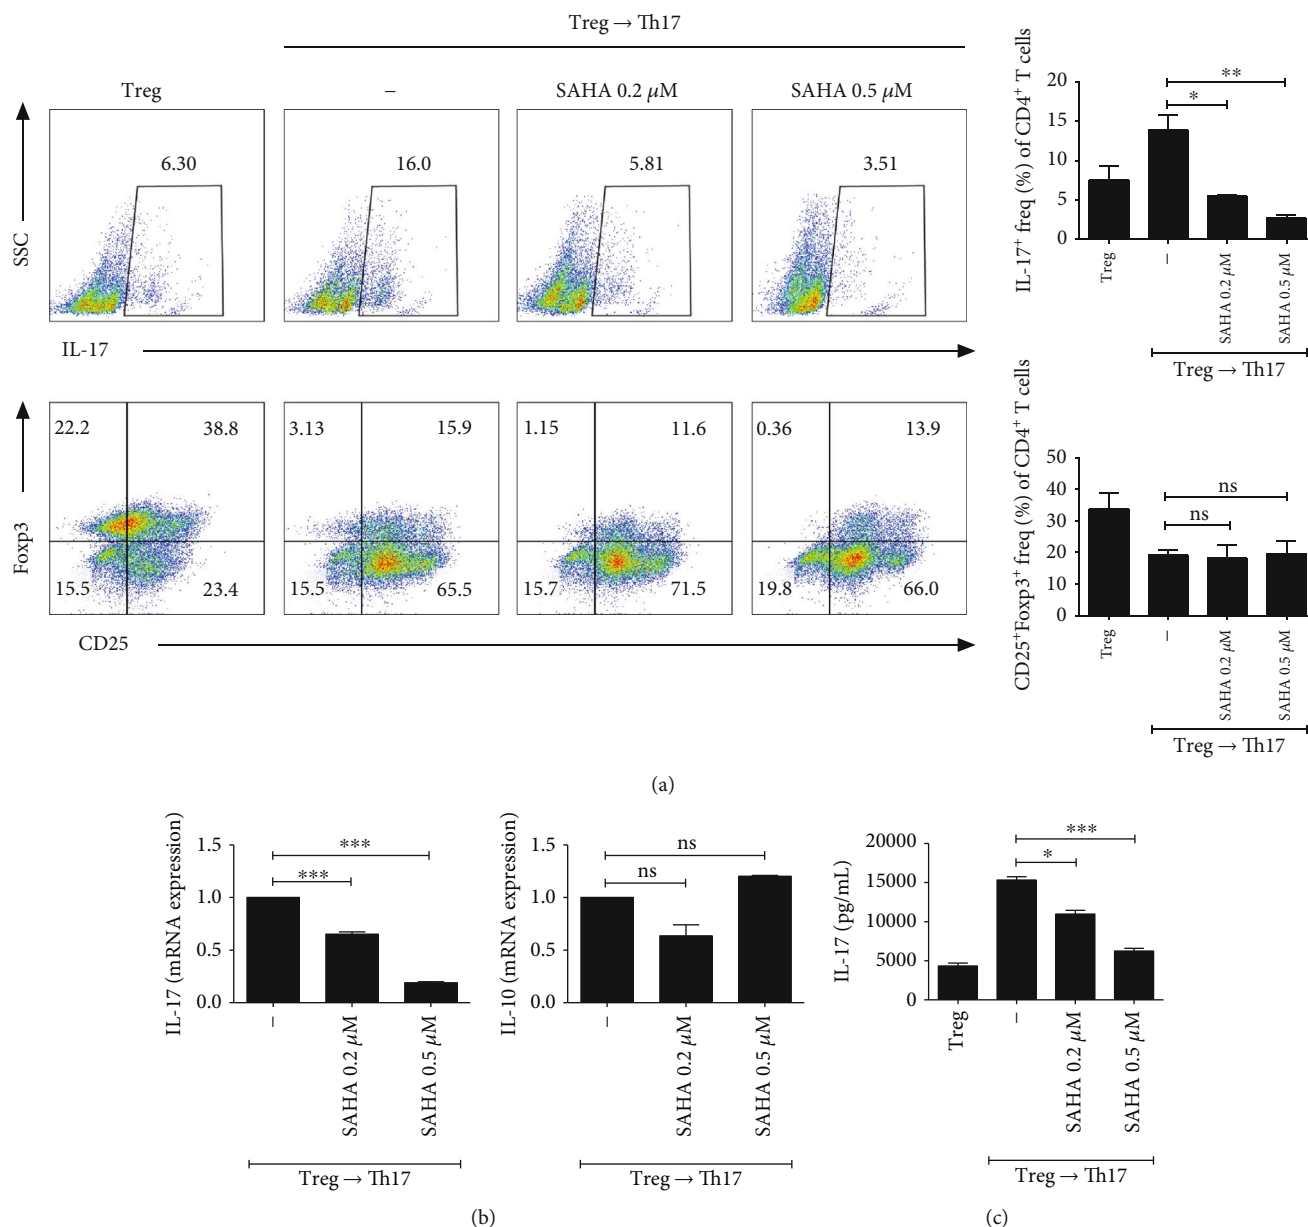 Treg → Th17
Treg
–
SAHA 0.2 μM
SAHA 0.5 μM
SSC
6.30
16.0
5.81
3.51
IL-17
IL-17⁺ freq (%) of CD4⁺ T cells
20
15
10
5
0
**
*
Treg
–
SAHA 0.2 μM
SAHA 0.5 μM
Treg → Th17
Foxp3
22.2
38.8
15.5
23.4
3.13
15.9
15.5
65.5
1.15
11.6
15.7
71.5
0.36
13.9
19.8
66.0
CD25
CD25⁺Foxp3⁺ freq (%) of CD4⁺ T cells
50
40
30
20
10
0
ns
ns
Treg
–
SAHA 0.2 μM
SAHA 0.5 μM
Treg → Th17
(a)
IL-17 (mRNA expression)
1.5
1.0
0.5
0.0
***
***
–
SAHA 0.2 μM
SAHA 0.5 μM
Treg → Th17
IL-10 (mRNA expression)
1.5
1.0
0.5
0.0
ns
ns
–
SAHA 0.2 μM
SAHA 0.5 μM
Treg → Th17
(b)
IL-17 (pg/mL)
20000
15000
10000
5000
0
***
*
Treg
–
SAHA 0.2 μM
SAHA 0.5 μM
Treg → Th17
(c)